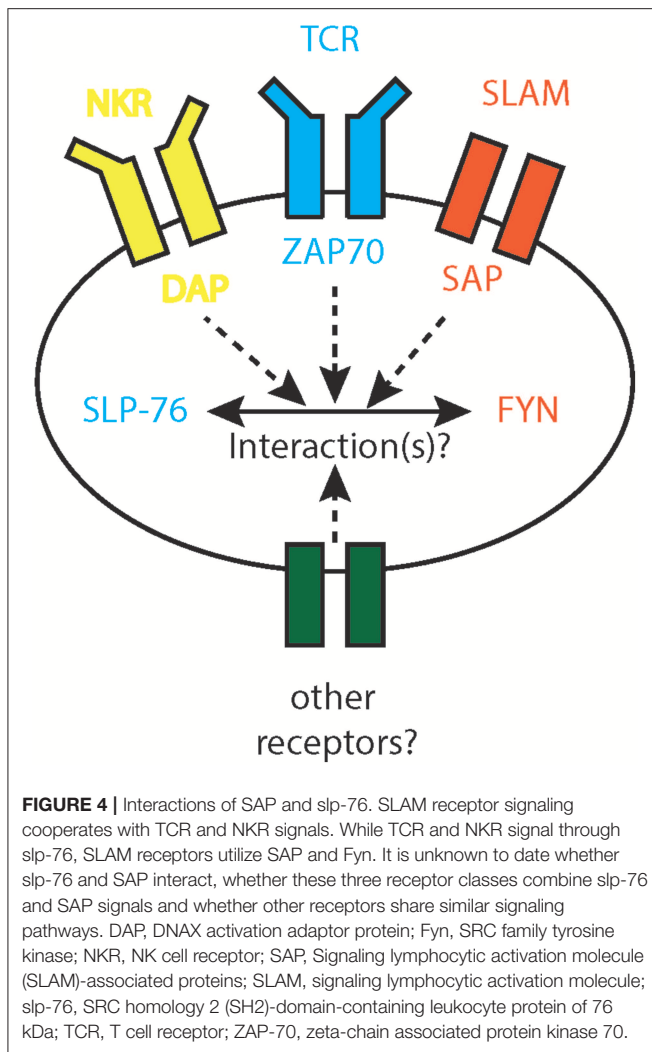 TCR
NKR
SLAM
ZAP70
DAP
SAP
SLP-76
FYN
Interaction(s)?
other
receptors?
FIGURE 4 | Interactions of SAP and slp-76. SLAM receptor signaling
cooperates with TCR and NKR signals. While TCR and NKR signal through
slp-76, SLAM receptors utilize SAP and Fyn. It is unknown to date whether
slp-76 and SAP interact, whether these three receptor classes combine slp-76
and SAP signals and whether other receptors share similar signaling
pathways. DAP, DNAX activation adaptor protein; Fyn, SRC family tyrosine
kinase; NKR, NK cell receptor; SAP, Signaling lymphocytic activation molecule
(SLAM)-associated proteins; SLAM, signaling lymphocytic activation molecule;
slp-76, SRC homology 2 (SH2)-domain-containing leukocyte protein of 76
kDa; TCR, T cell receptor; ZAP-70, zeta-chain associated protein kinase 70.